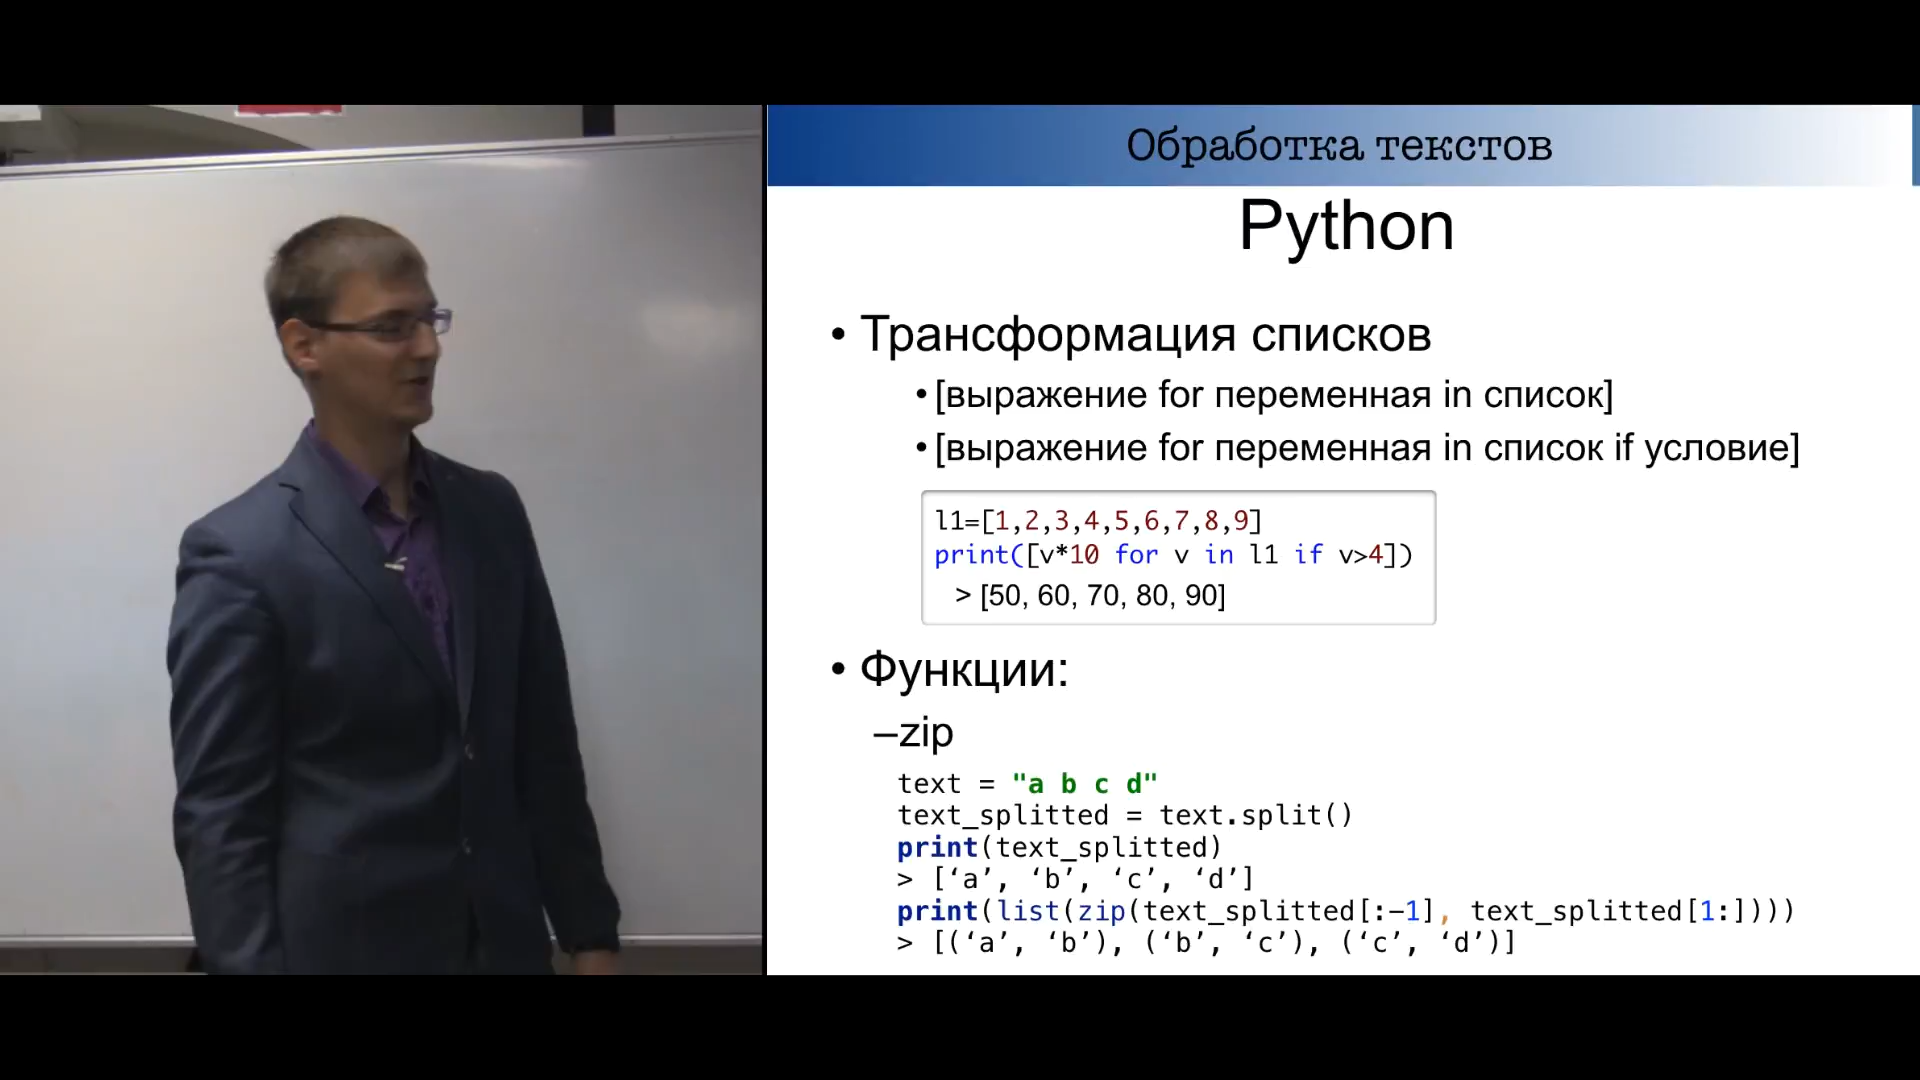 Обработка текстов
Python
• Трансформация списков
• [выражение for переменная in список]
• [выражение for переменная in список if условие]
l1=[1,2,3,4,5,6,7,8,9]
print([v*10 for v in l1 if v>4])
> [50, 60, 70, 80, 90]
• Функции:
–zip
text = "a b c d"
text_splitted = text.split()
print(text_splitted)
> [‘a’, ‘b’, ‘c’, ‘d’]
print(list(zip(text_splitted[:-1], text_splitted[1:])))
> [(‘a’, ‘b’), (‘b’, ‘c’), (‘c’, ‘d’)]